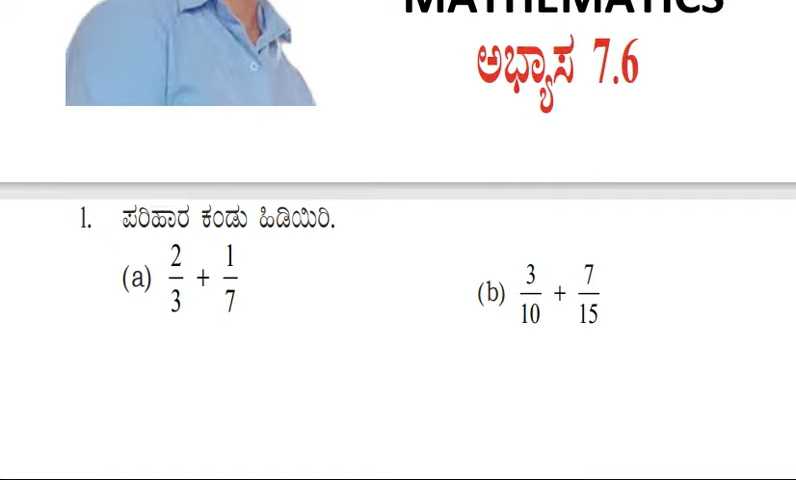 MATHEMATICS
ಅಭ್ಯಾಸ 7.6
1. ಪರಿಹಾರ ಕಂಡು ಹಿಡಿಯಿರಿ.
(a) 2/3 + 1/7
(b) 3/10 + 7/15